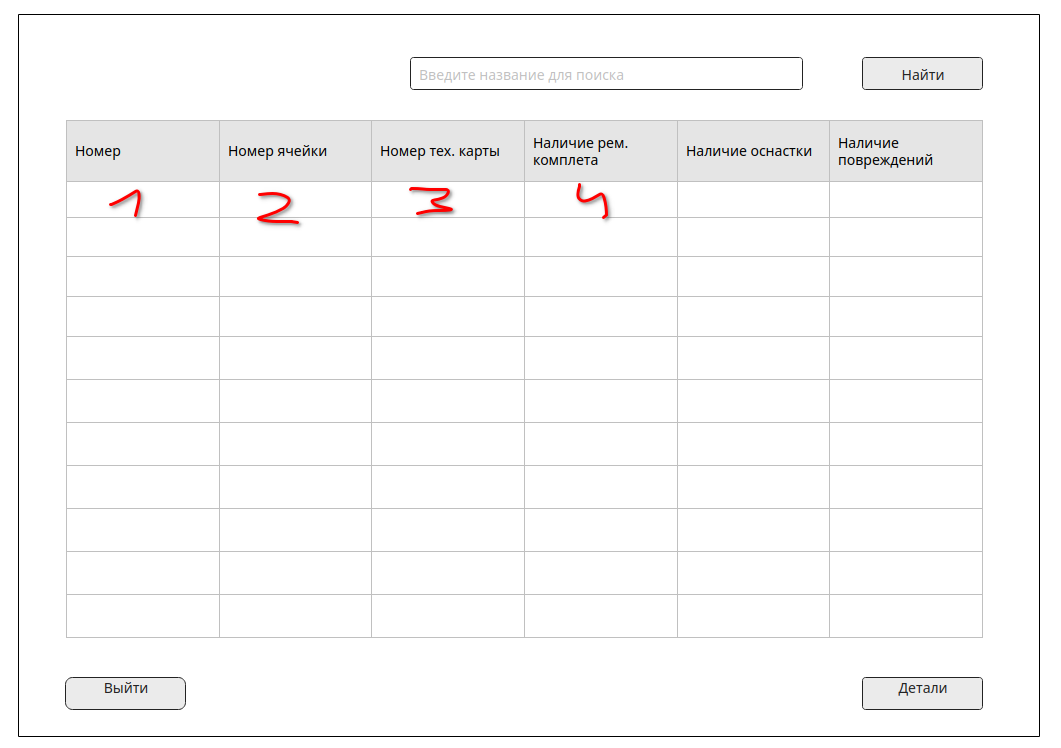 Введите название для поиска Найти
Номер Номер ячейки Номер тех. карты Наличие рем. комплета Наличие оснастки Наличие повреждений
1 2 3 4
Выйти Детали